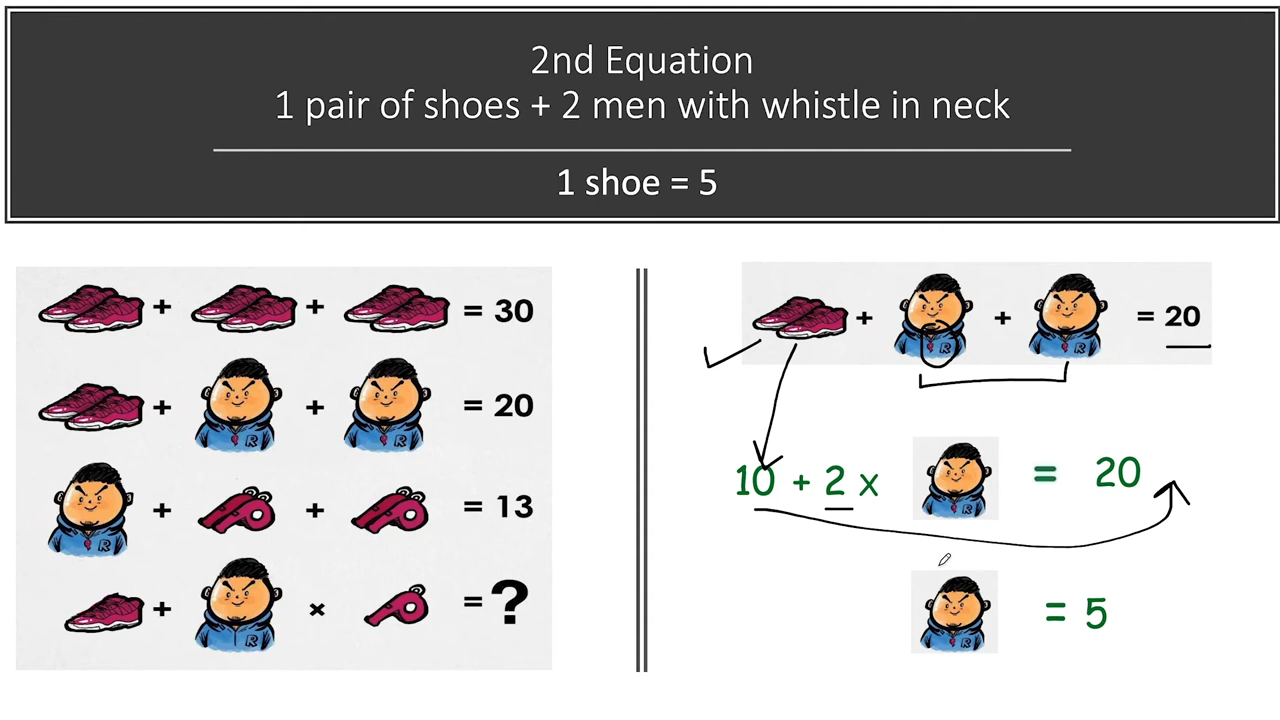 2nd Equation
1 pair of shoes + 2 men with whistle in neck
1 shoe = 5
+ + = 30
+ + = 20
R R
+ + = 13
R
+ × = ?
R
+ + = 20
R R
10 + 2 x = 20
R
= 5
R